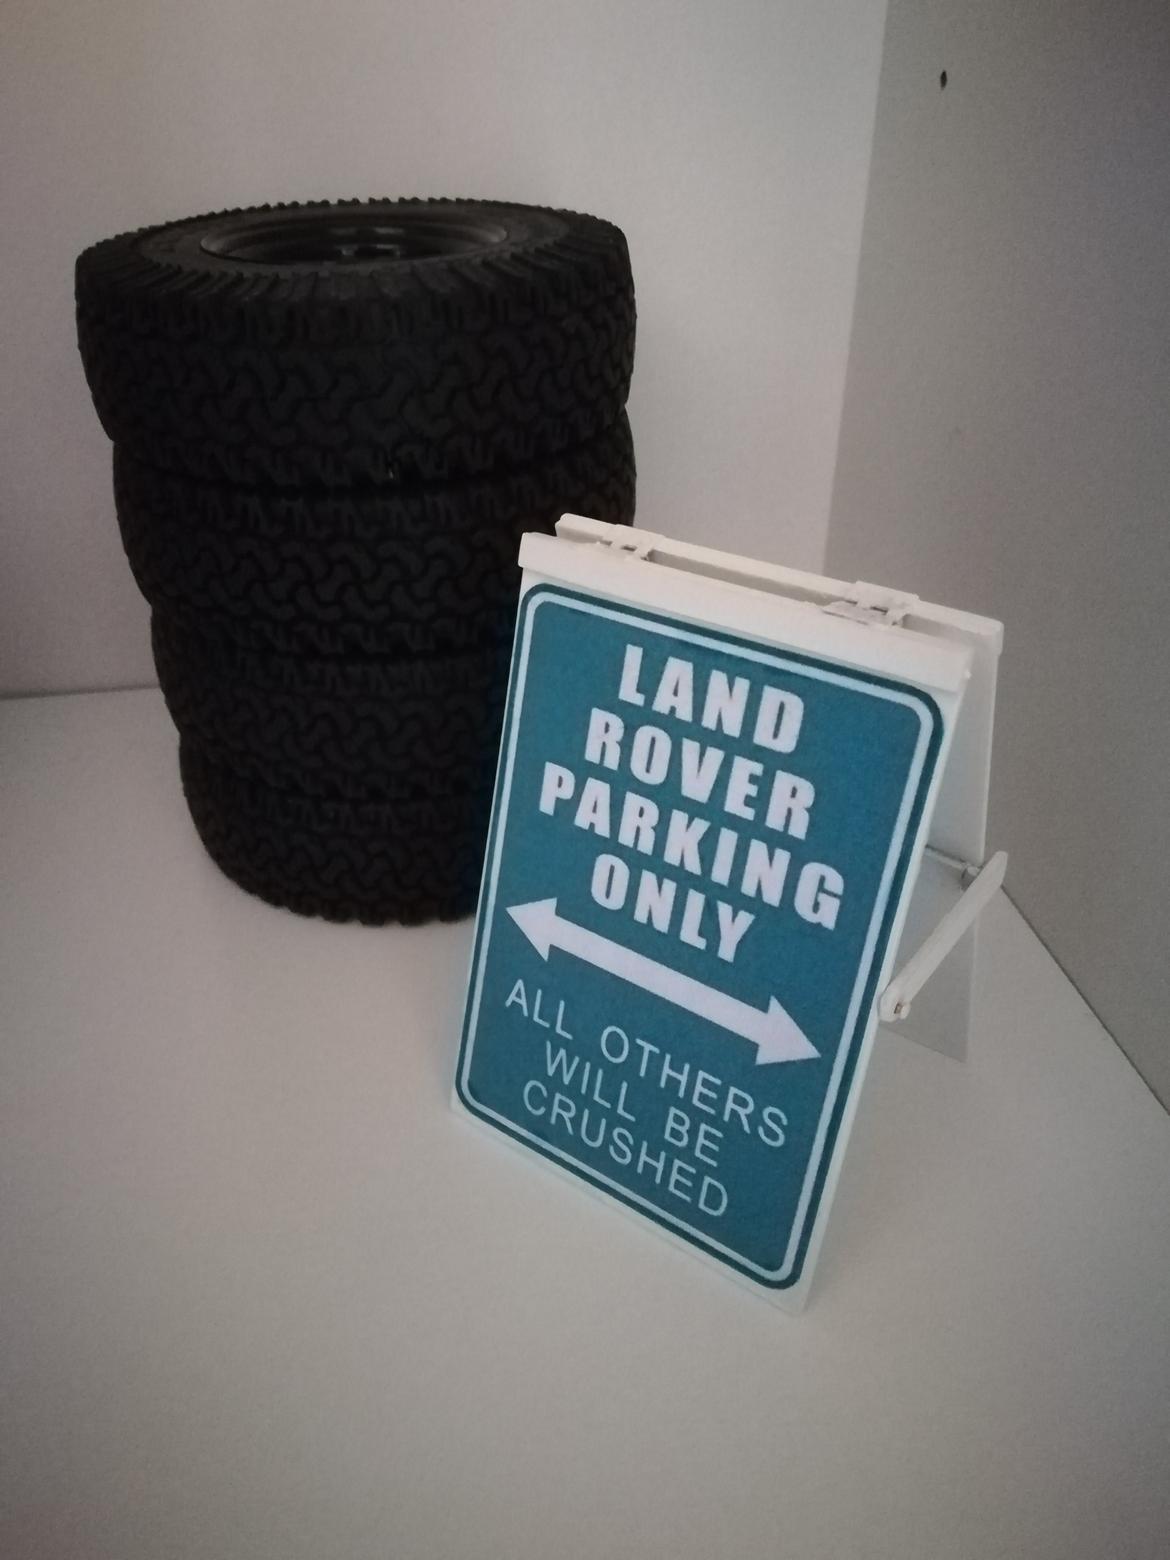 LAND
ROVER
PARKING
ONLY
ALL OTHERS
WILL BE
CRUSHED